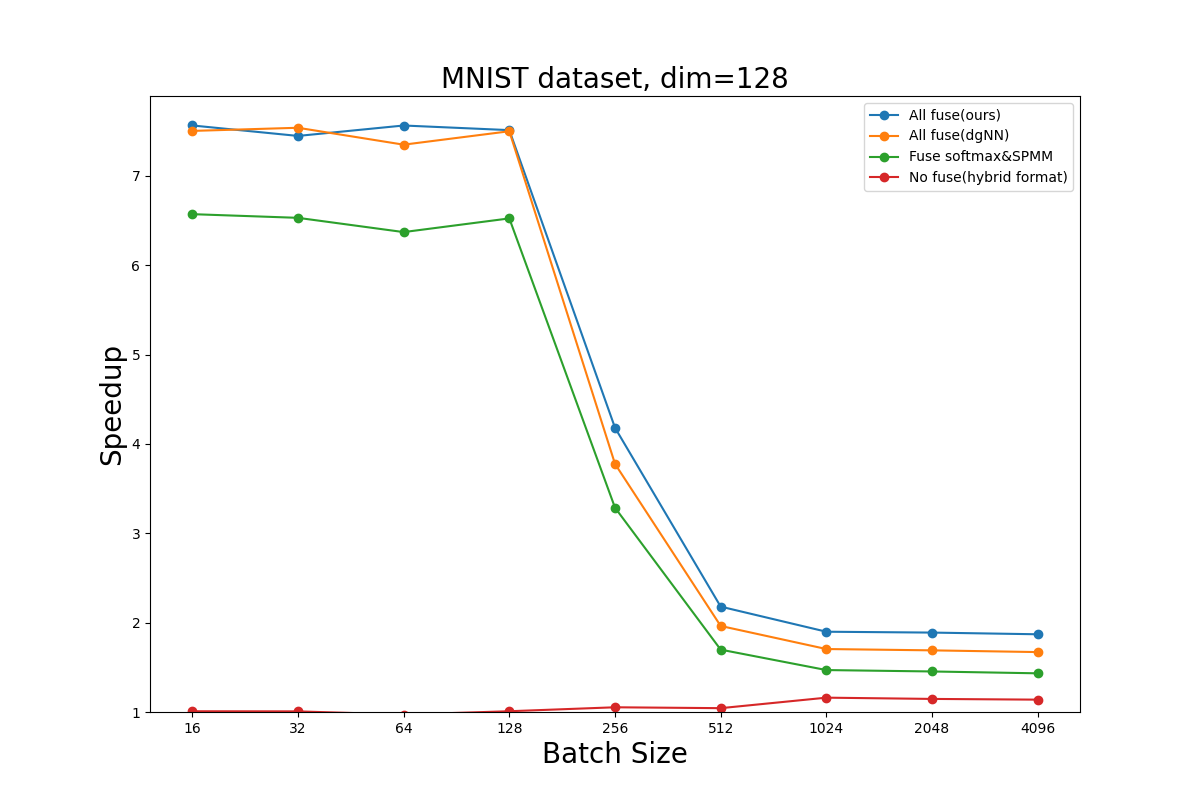 MNIST dataset, dim=128
All fuse(ours)
All fuse(dgNN)
Fuse softmax&SPMM
No fuse(hybrid format)
Speedup
7
6
5
4
3
2
1
16 32 64 128 256 512 1024 2048 4096
Batch Size